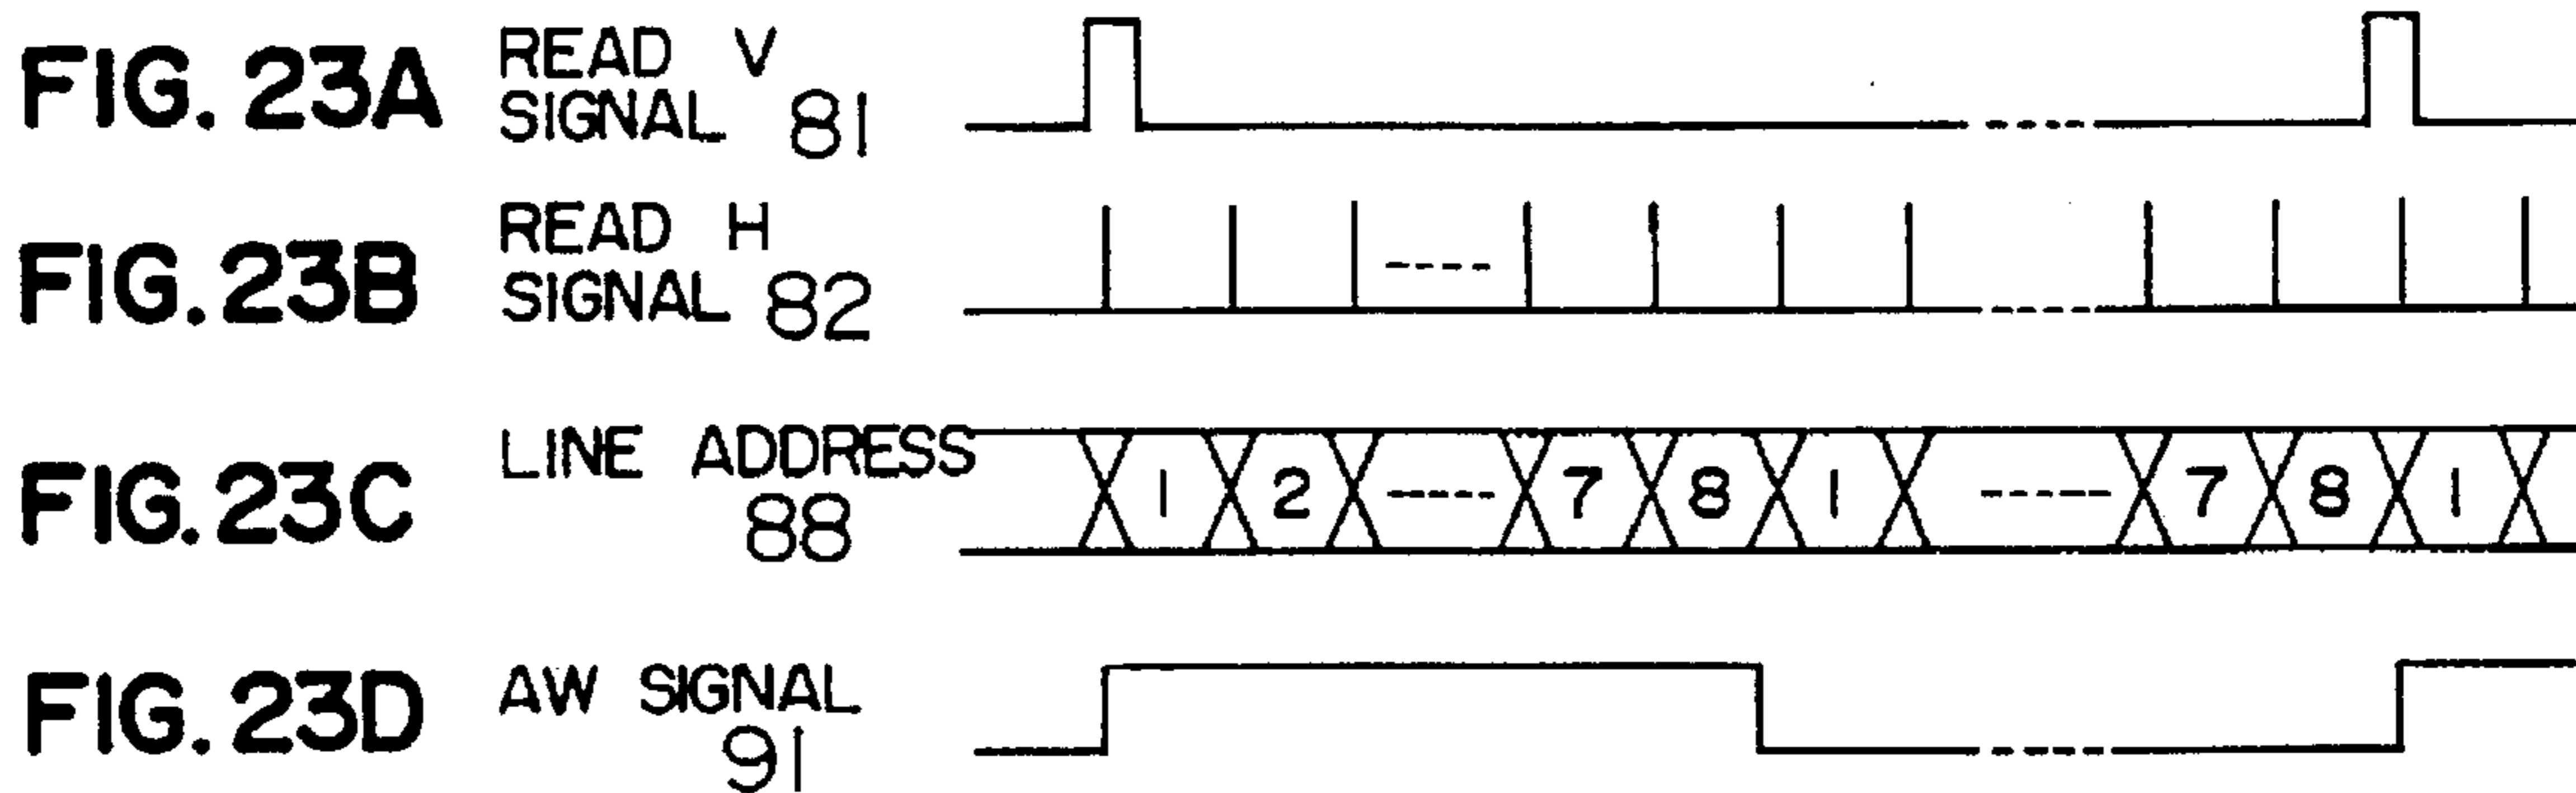 FIG. 23A READ V
SIGNAL 81
FIG. 23B READ H
SIGNAL 82
FIG. 23C LINE ADDRESS
88
1 2 7 8 1 7 8 1
FIG. 23D AW SIGNAL
91